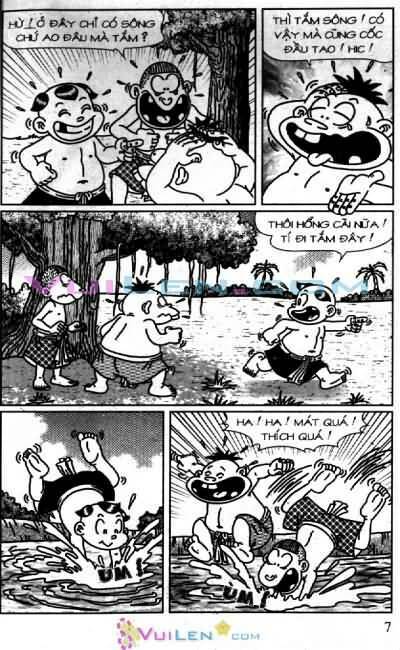 HỪ! Ở ĐÂY CHỈ CÓ SÔNG
CHỨ AO ĐÂU MÀ TẮM?
THÌ TẮM SÔNG! CÓ
VẬY MÀ CŨNG CỐC
ĐẦU TAO! HIC!
THÔI HỔNG CÃI NỮA!
TÍ ĐI TẮM ĐÂY!
VUILEN.COM
HA! HA! MÁT QUÁ!
THÍCH QUÁ!
ÙM!
ÙM!
7
VUILEN.COM